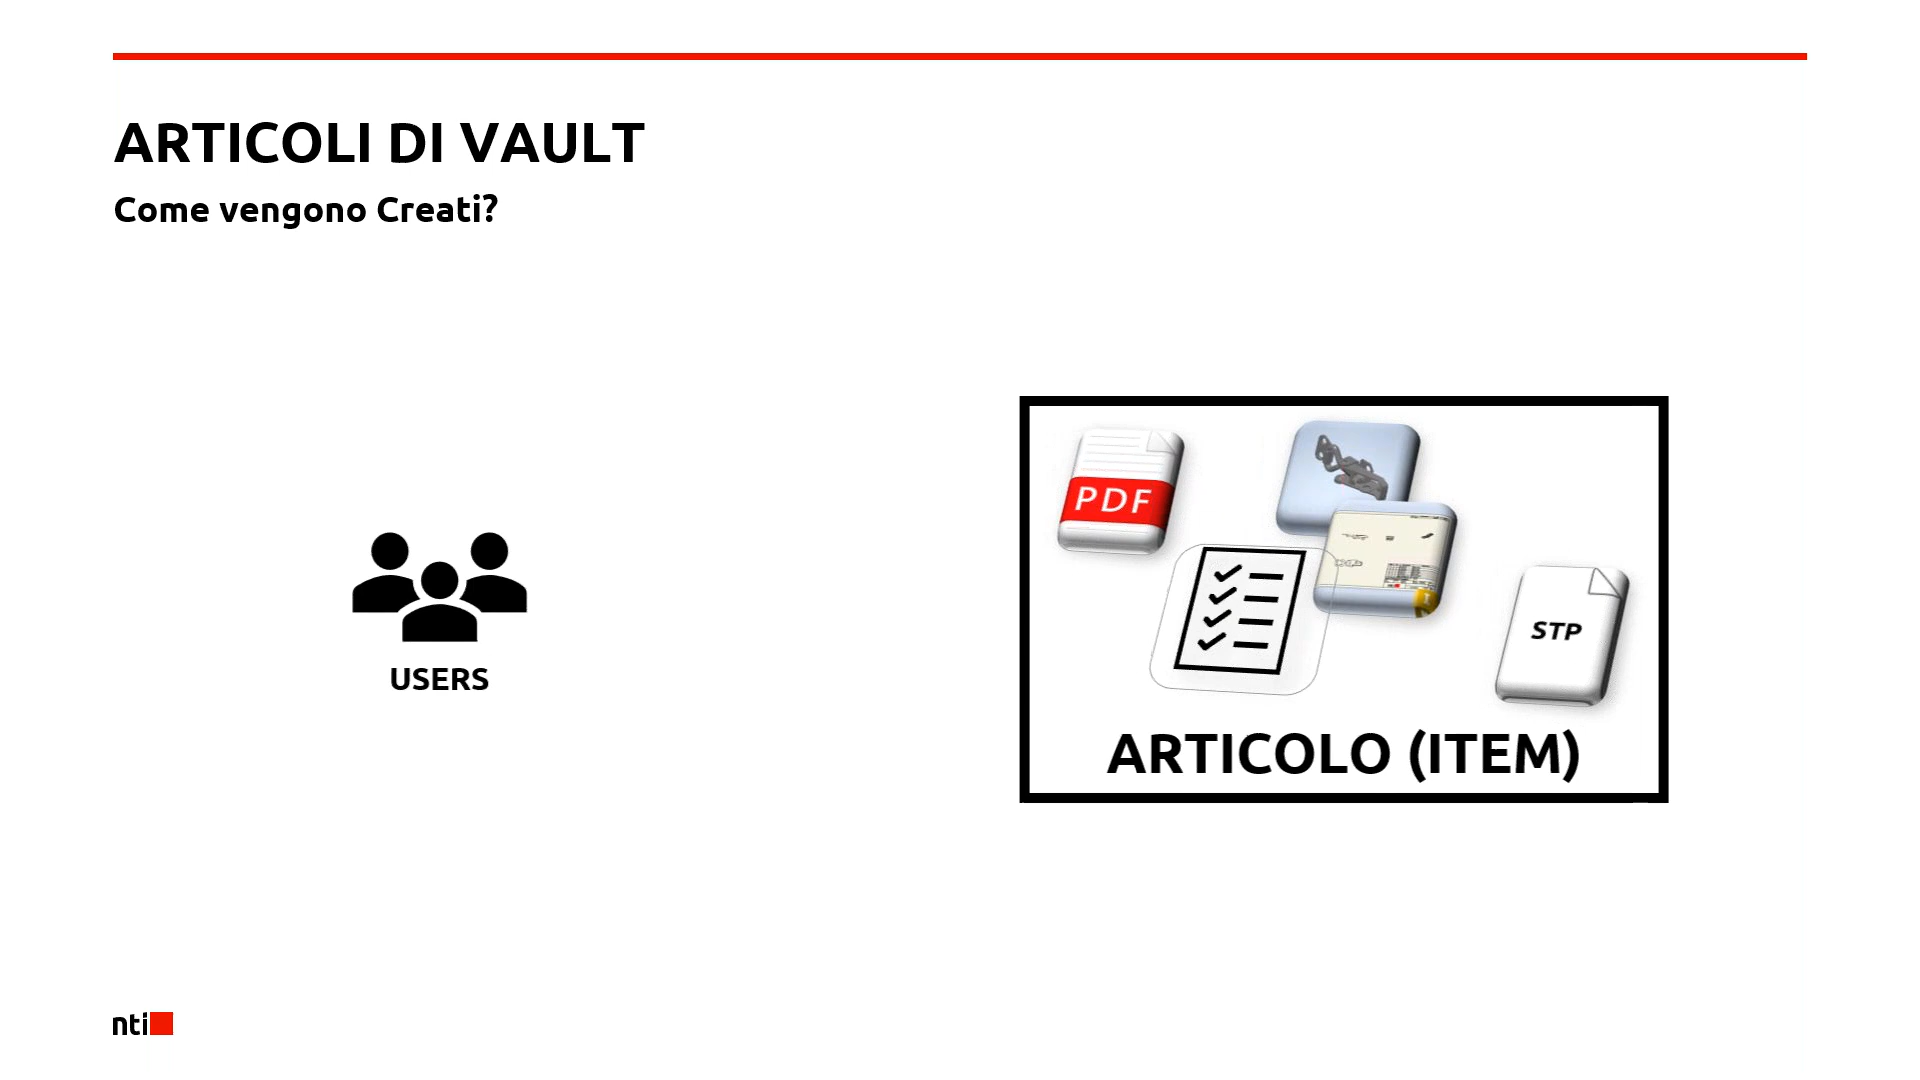 ARTICOLI DI VAULT
Come vengono Creati?
USERS
PDF
STP
ARTICOLO (ITEM)
nti